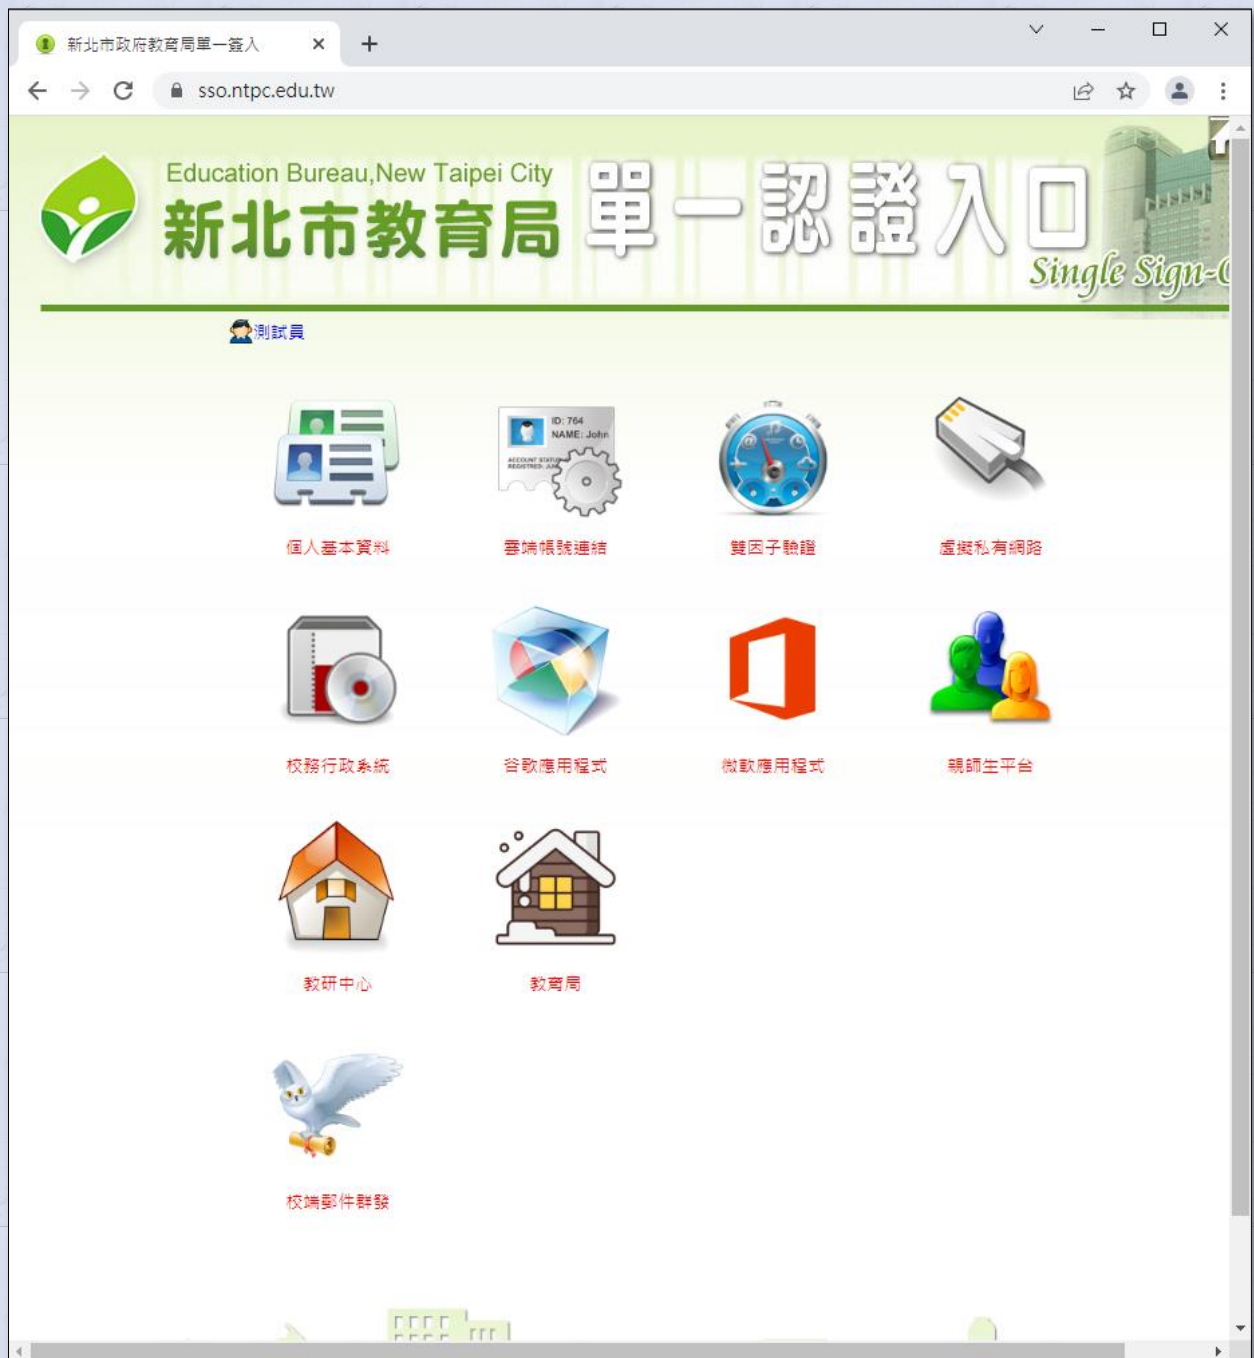 新北市政府教育局單一簽入
sso.ntpc.edu.tw
Education Bureau,New Taipei City
新北市教育局
單一認證入口
Single Sign-O
測試員
ID: 764
NAME: John
個人基本資料
雲端帳號連結
雙因子驗證
虛擬私有網路
校務行政系統
谷歌應用程式
微軟應用程式
親師生平台
教研中心
教育局
校端郵件群發